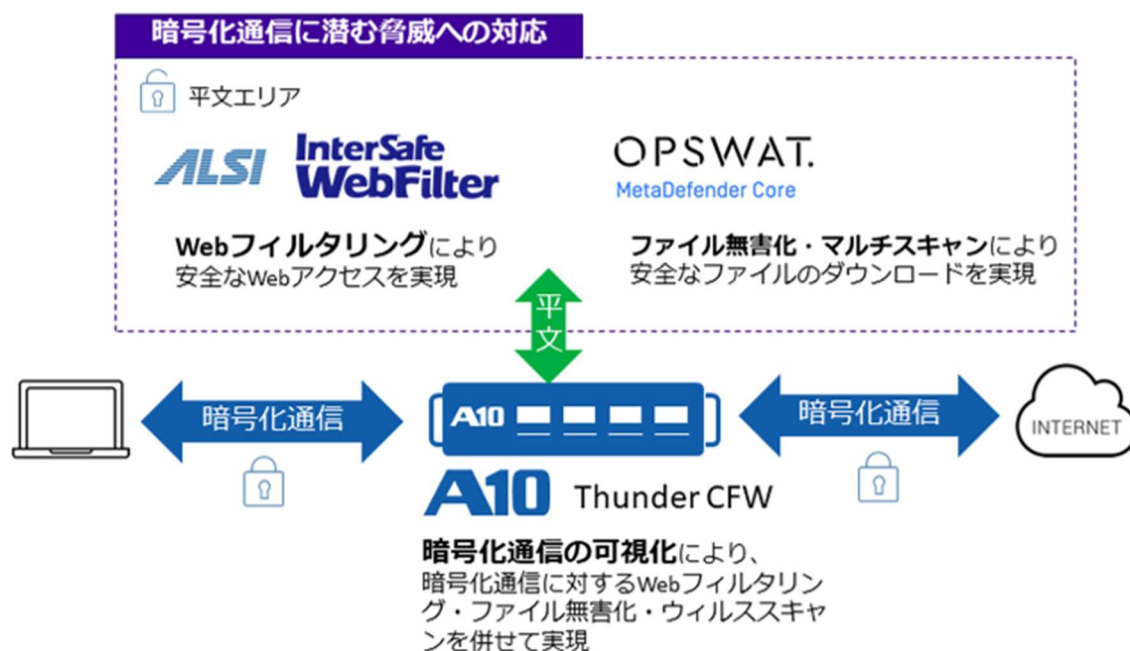 暗号化通信に潜む脅威への対応
平文エリア
ALSI
InterSafe
WebFilter
Webフィルタリングにより
安全なWebアクセスを実現
OPSWAT.
MetaDefender Core
ファイル無害化・マルチスキャンにより
安全なファイルのダウンロードを実現
平文
暗号化通信
A10
暗号化通信
INTERNET
A10 Thunder CFW
暗号化通信の可視化により、
暗号化通信に対するWebフィルタリン
グ・ファイル無害化・ウィルススキャ
ンを併せて実現